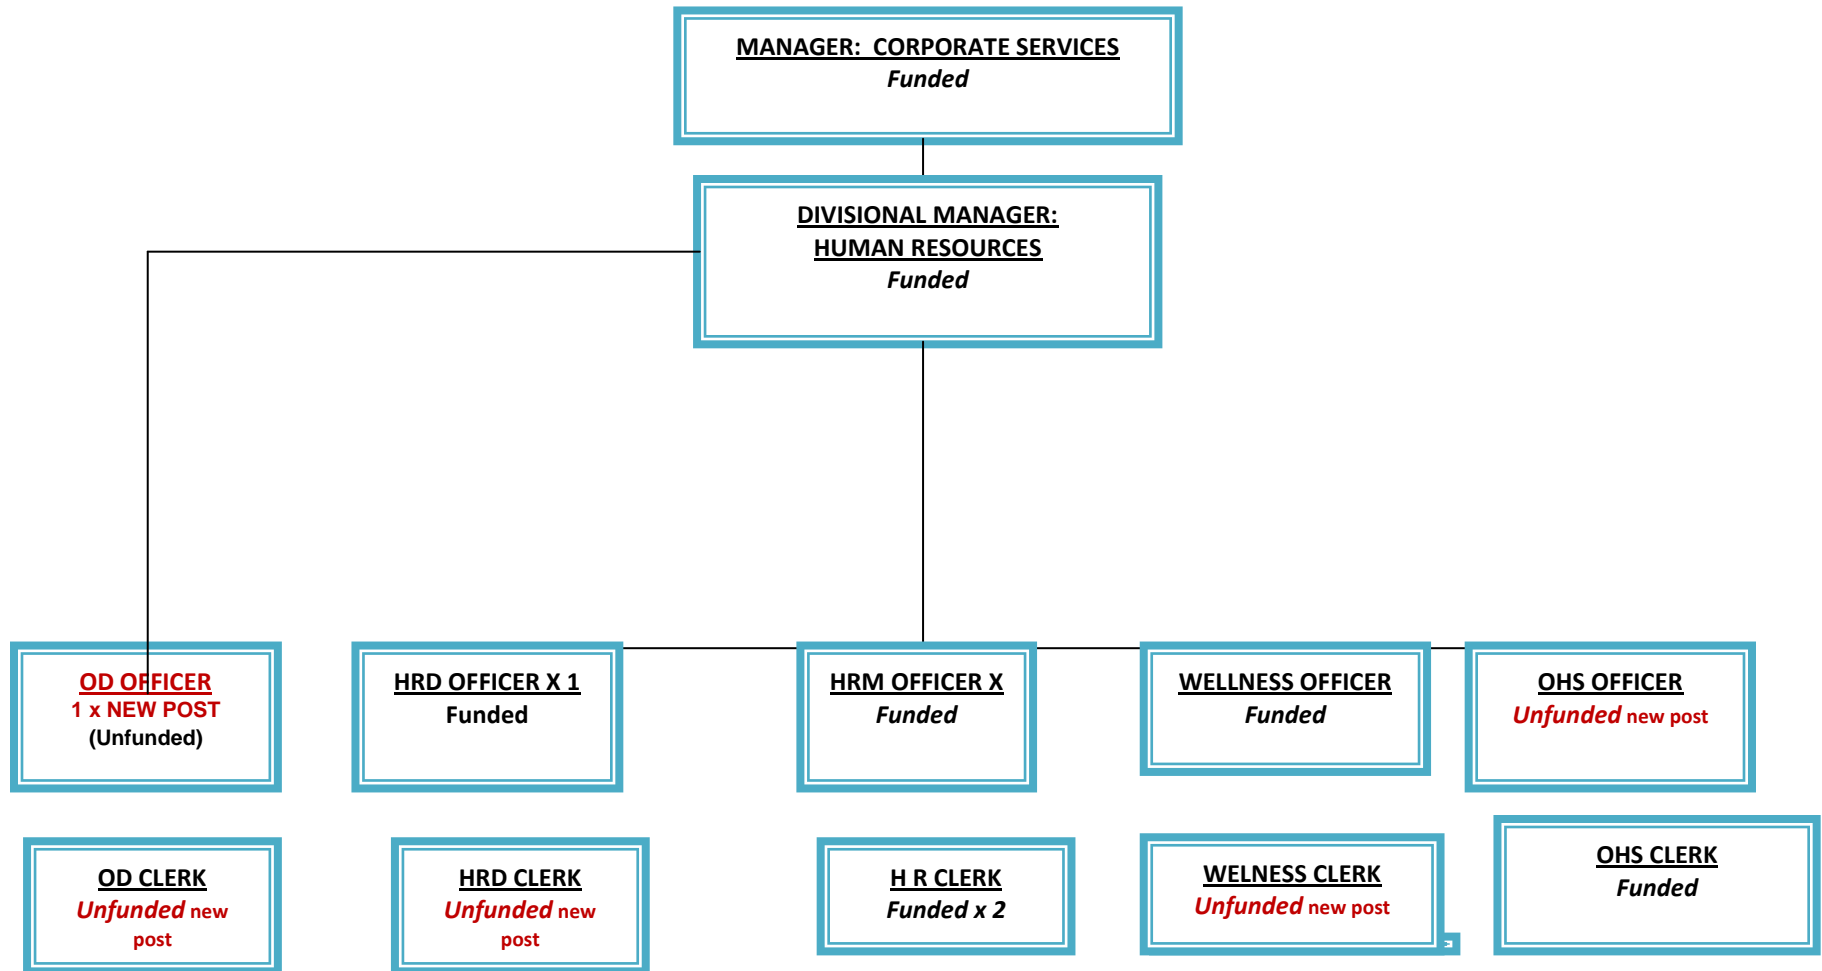 MANAGER: CORPORATE SERVICES
Funded
DIVISIONAL MANAGER:
HUMAN RESOURCES
Funded
OD OFFICER
1 x NEW POST
(Unfunded)
HRD OFFICER X 1
Funded
HRM OFFICER X
Funded
WELLNESS OFFICER
Funded
OHS OFFICER
Unfunded new post
OD CLERK
Unfunded new
post
HRD CLERK
Unfunded new
post
H R CLERK
Funded x 2
WELNESS CLERK
Unfunded new post
OHS CLERK
Funded